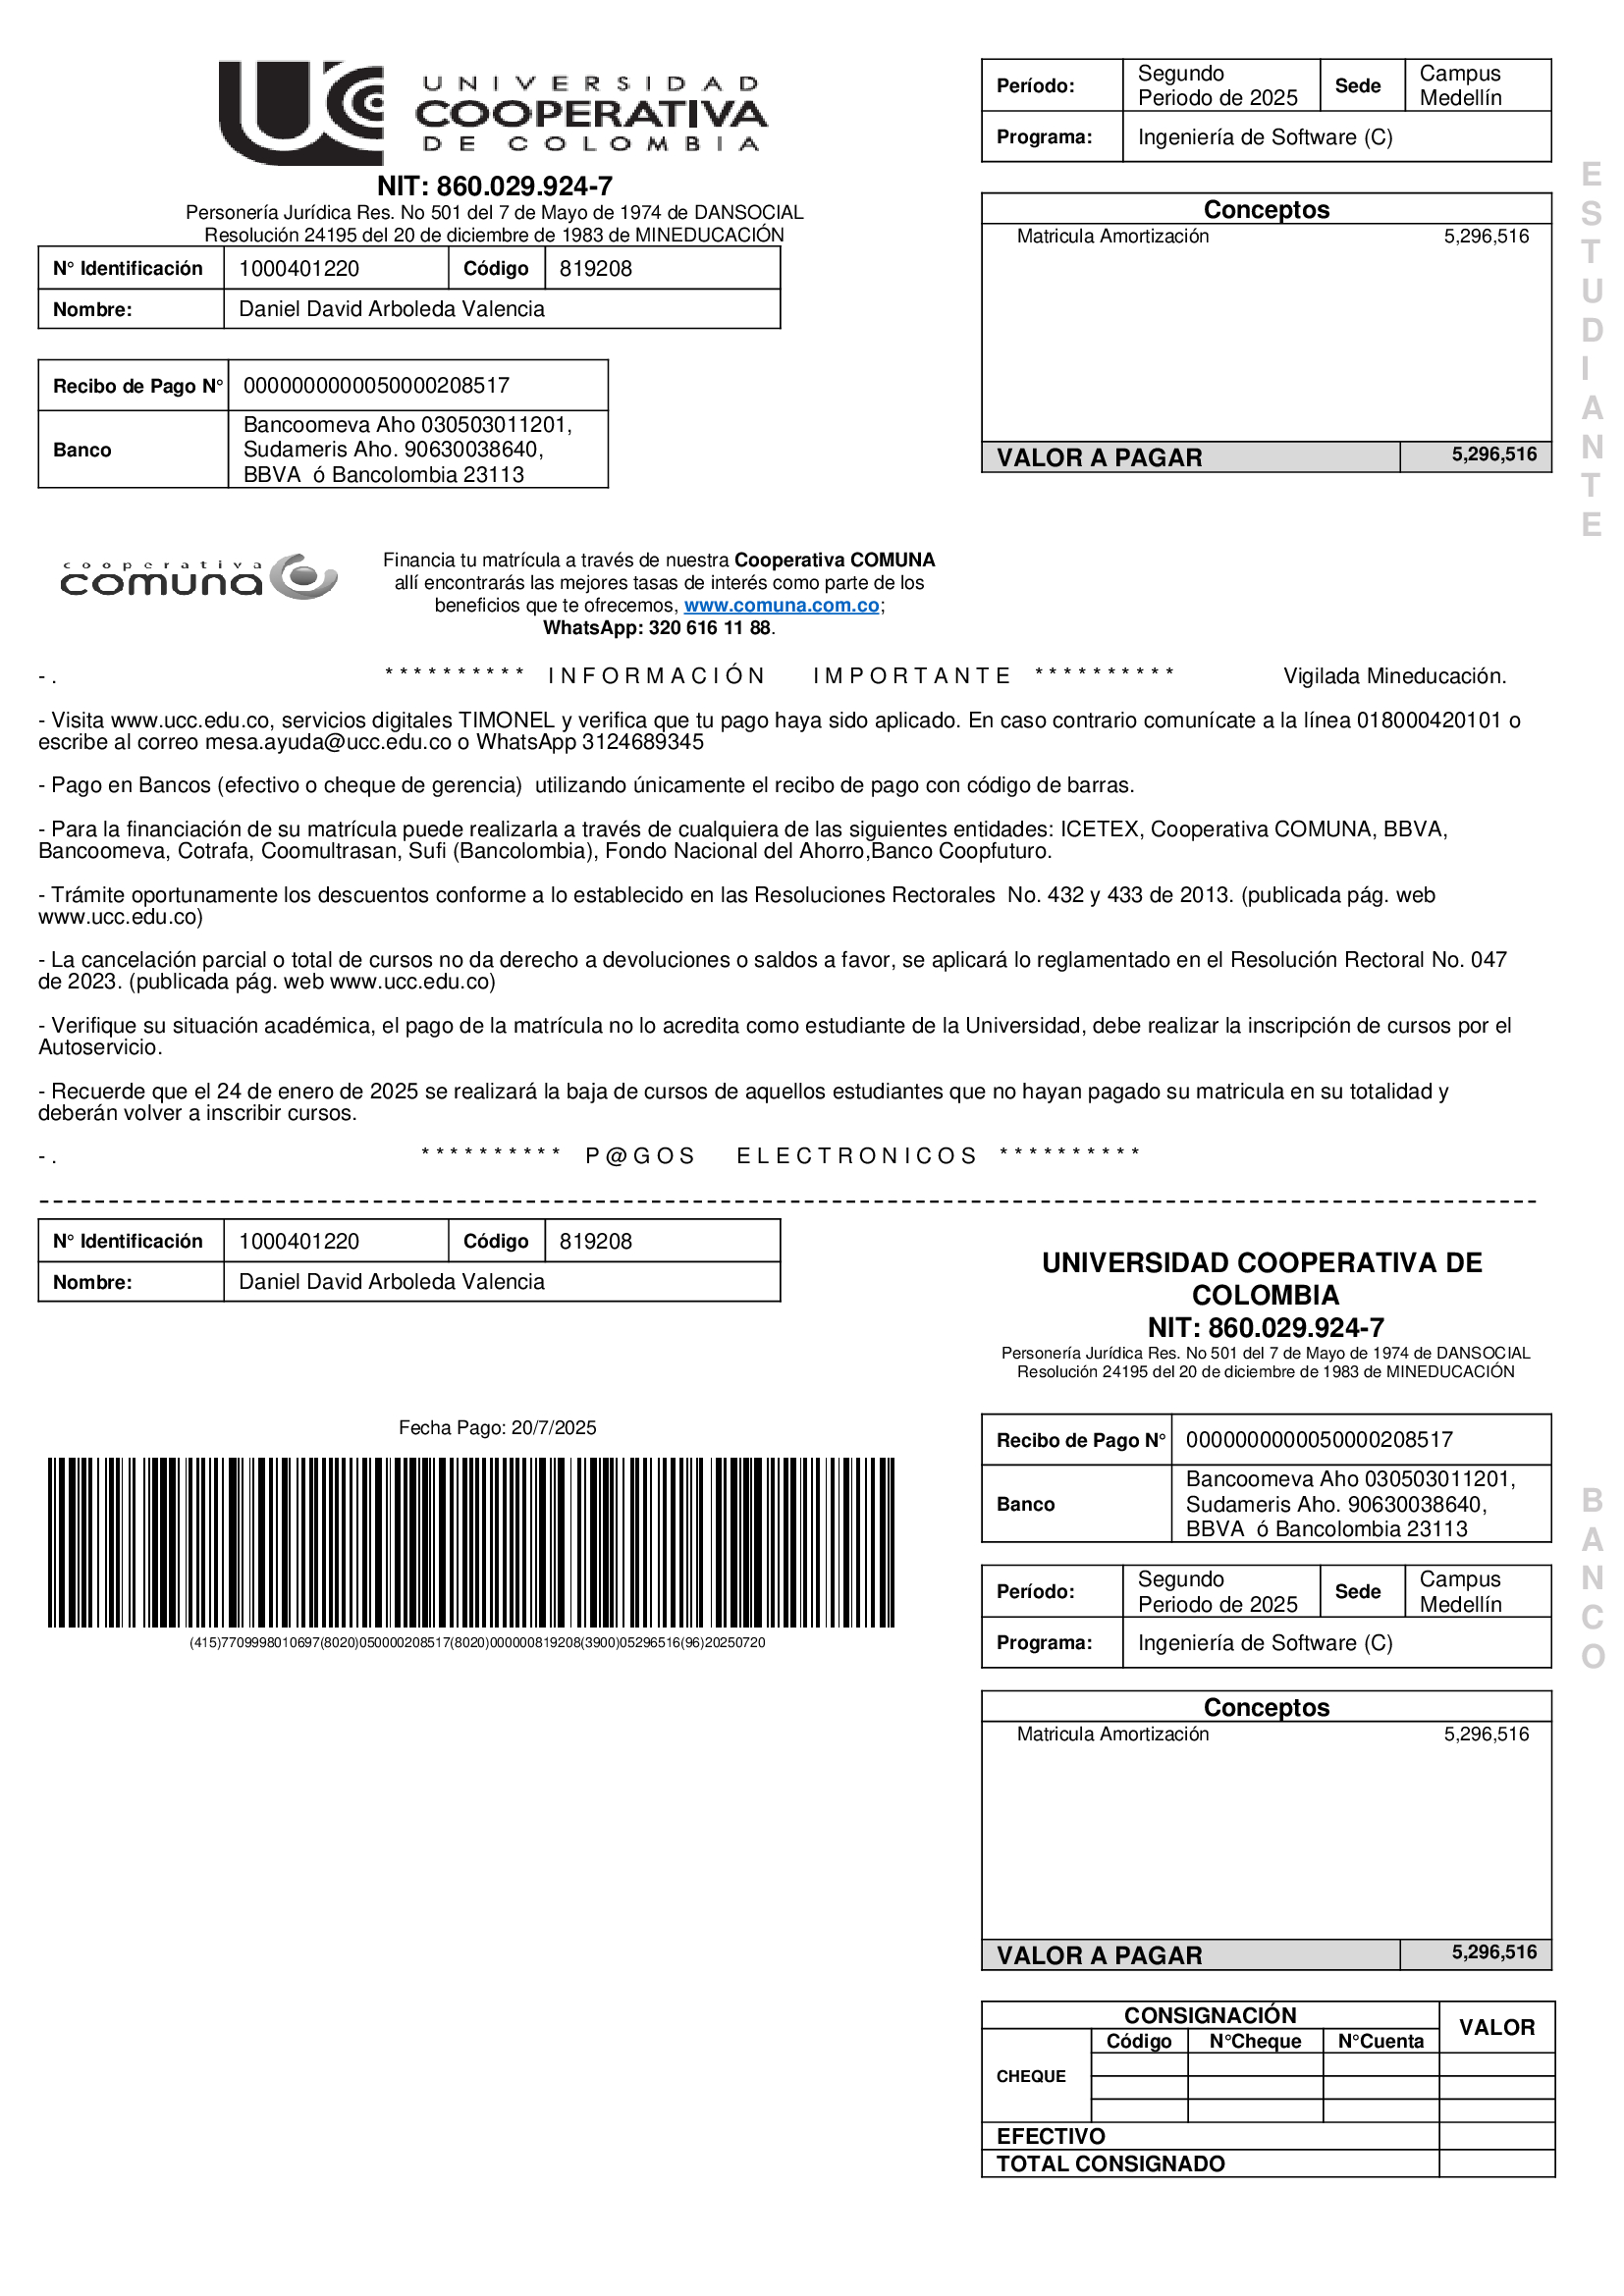 UNIVERSIDAD
COOPERATIVA
DE COLOMBIA
NIT: 860.029.924-7
Personería Jurídica Res. No 501 del 7 de Mayo de 1974 de DANSOCIAL
Resolución 24195 del 20 de diciembre de 1983 de MINEDUCACIÓN
N° Identificación 1000401220 Código 819208
Nombre: Daniel David Arboleda Valencia
Recibo de Pago N° 0000000000050000208517
Banco
Bancoomeva Aho 030503011201,
Sudameris Aho. 90630038640,
BBVA ó Bancolombia 23113
Período:
Segundo
Periodo de 2025
Sede
Campus
Medellín
Programa: Ingeniería de Software (C)
Conceptos
Matricula Amortización 5,296,516
VALOR A PAGAR 5,296,516
ESTUDIANTE
cooperativa
comuna
Financia tu matrícula a través de nuestra Cooperativa COMUNA
allí encontrarás las mejores tasas de interés como parte de los
beneficios que te ofrecemos, www.comuna.com.co;
WhatsApp: 320 616 11 88.
- . * * * * * * * * * * I N F O R M A C I Ó N I M P O R T A N T E * * * * * * * * * * Vigilada Mineducación.
- Visita www.ucc.edu.co, servicios digitales TIMONEL y verifica que tu pago haya sido aplicado. En caso contrario comunícate a la línea 018000420101 o
escribe al correo mesa.ayuda@ucc.edu.co o WhatsApp 3124689345
- Pago en Bancos (efectivo o cheque de gerencia) utilizando únicamente el recibo de pago con código de barras.
- Para la financiación de su matrícula puede realizarla a través de cualquiera de las siguientes entidades: ICETEX, Cooperativa COMUNA, BBVA,
Bancoomeva, Cotrafa, Coomultrasan, Sufi (Bancolombia), Fondo Nacional del Ahorro,Banco Coopfuturo.
- Trámite oportunamente los descuentos conforme a lo establecido en las Resoluciones Rectorales No. 432 y 433 de 2013. (publicada pág. web
www.ucc.edu.co)
- La cancelación parcial o total de cursos no da derecho a devoluciones o saldos a favor, se aplicará lo reglamentado en el Resolución Rectoral No. 047
de 2023. (publicada pág. web www.ucc.edu.co)
- Verifique su situación académica, el pago de la matrícula no lo acredita como estudiante de la Universidad, debe realizar la inscripción de cursos por el
Autoservicio.
- Recuerde que el 24 de enero de 2025 se realizará la baja de cursos de aquellos estudiantes que no hayan pagado su matricula en su totalidad y
deberán volver a inscribir cursos.
- . * * * * * * * * * * P @ G O S E L E C T R O N I C O S * * * * * * * * * *
N° Identificación 1000401220 Código 819208
Nombre: Daniel David Arboleda Valencia
UNIVERSIDAD COOPERATIVA DE
COLOMBIA
NIT: 860.029.924-7
Personería Jurídica Res. No 501 del 7 de Mayo de 1974 de DANSOCIAL
Resolución 24195 del 20 de diciembre de 1983 de MINEDUCACIÓN
Fecha Pago: 20/7/2025
(415)7709998010697(8020)050000208517(8020)000000819208(3900)05296516(96)20250720
Recibo de Pago N° 0000000000050000208517
Banco
Bancoomeva Aho 030503011201,
Sudameris Aho. 90630038640,
BBVA ó Bancolombia 23113
Período:
Segundo
Periodo de 2025
Sede
Campus
Medellín
Programa: Ingeniería de Software (C)
BANCO
Conceptos
Matricula Amortización 5,296,516
VALOR A PAGAR 5,296,516
CONSIGNACIÓN VALOR
Código N°Cheque N°Cuenta
CHEQUE
EFECTIVO
TOTAL CONSIGNADO